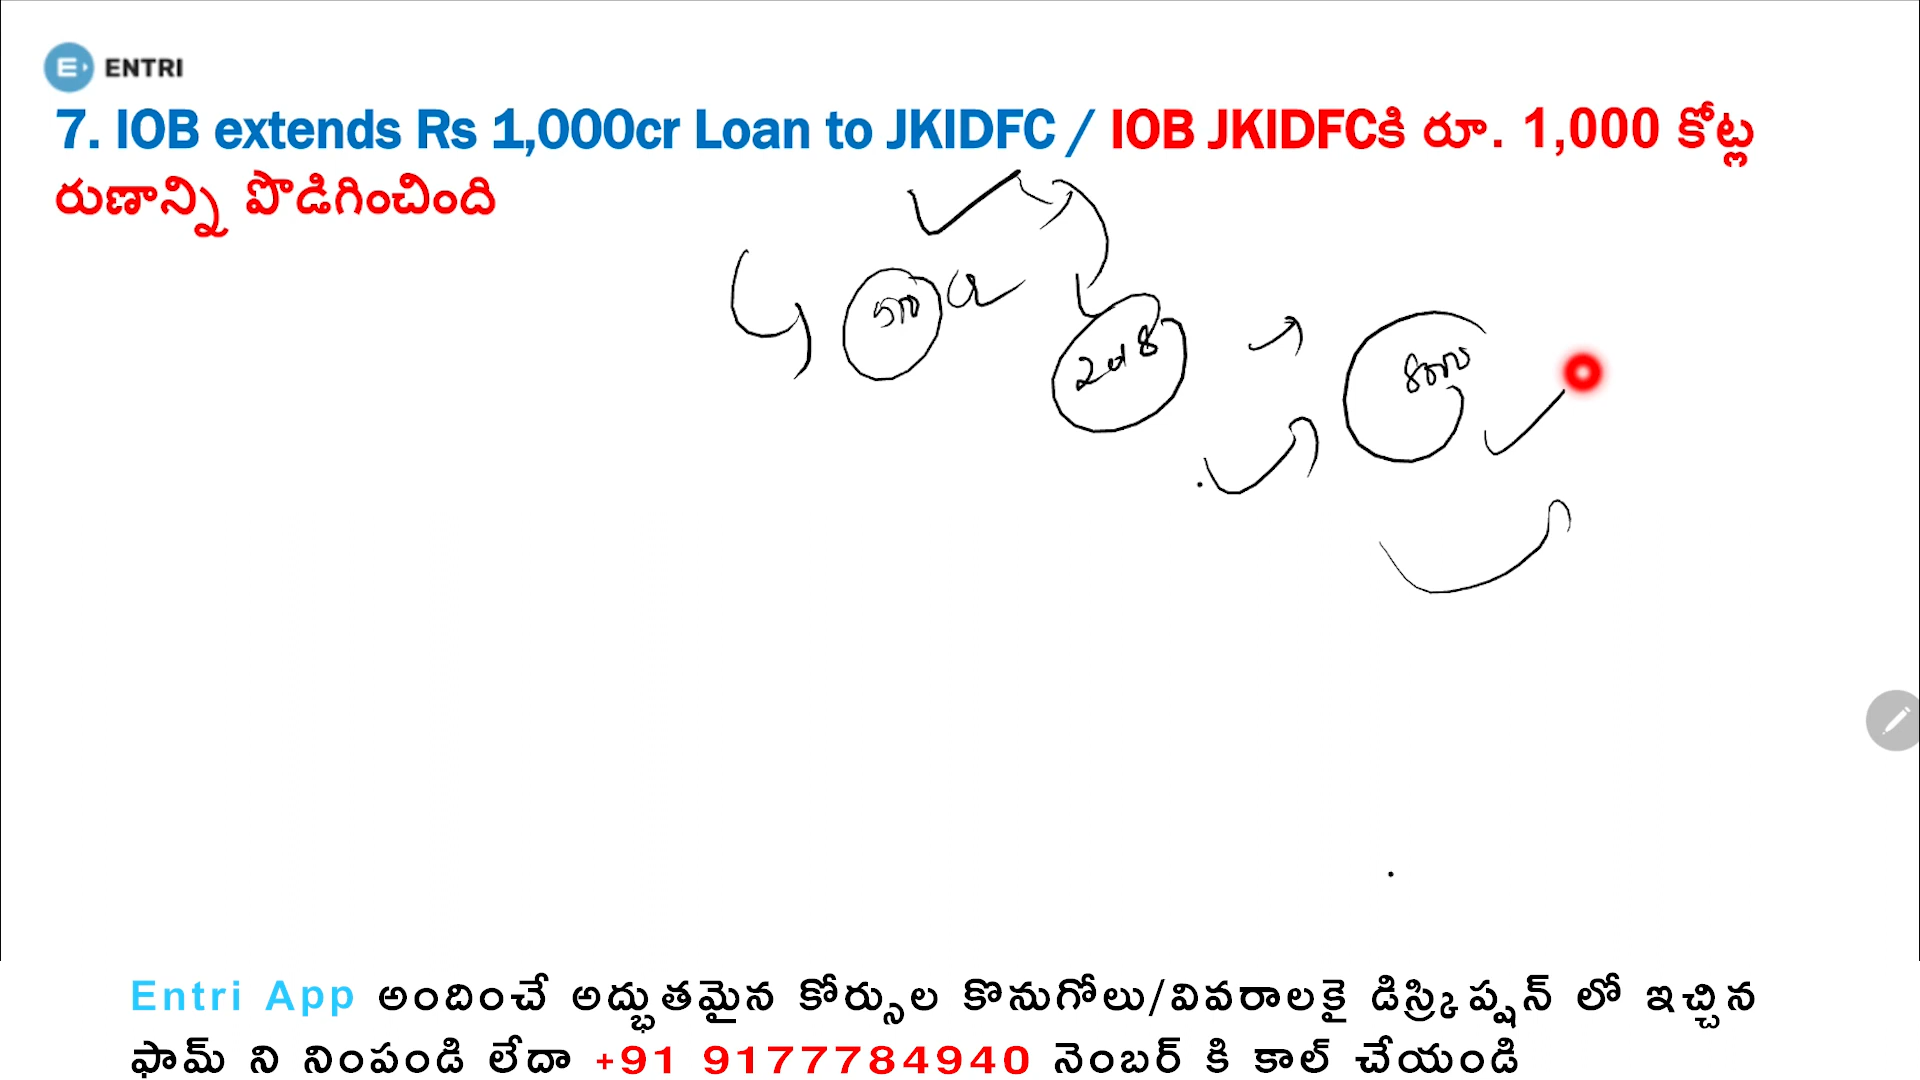 ENTRI
7. IOB extends Rs 1,000cr Loan to JKIDFC / IOB JKIDFCకి రూ. 1,000 కోట్ల
రుణాన్ని పొడిగించింది
2018
Entri App అందించే అద్భుతమైన కోర్సుల కొనుగోలు/వివరాలకై డిస్క్రిప్షన్ లో ఇచ్చిన
ఫామ్ ని నింపండి లేదా +91 9177784940 నెంబర్ కి కాల్ చేయండి